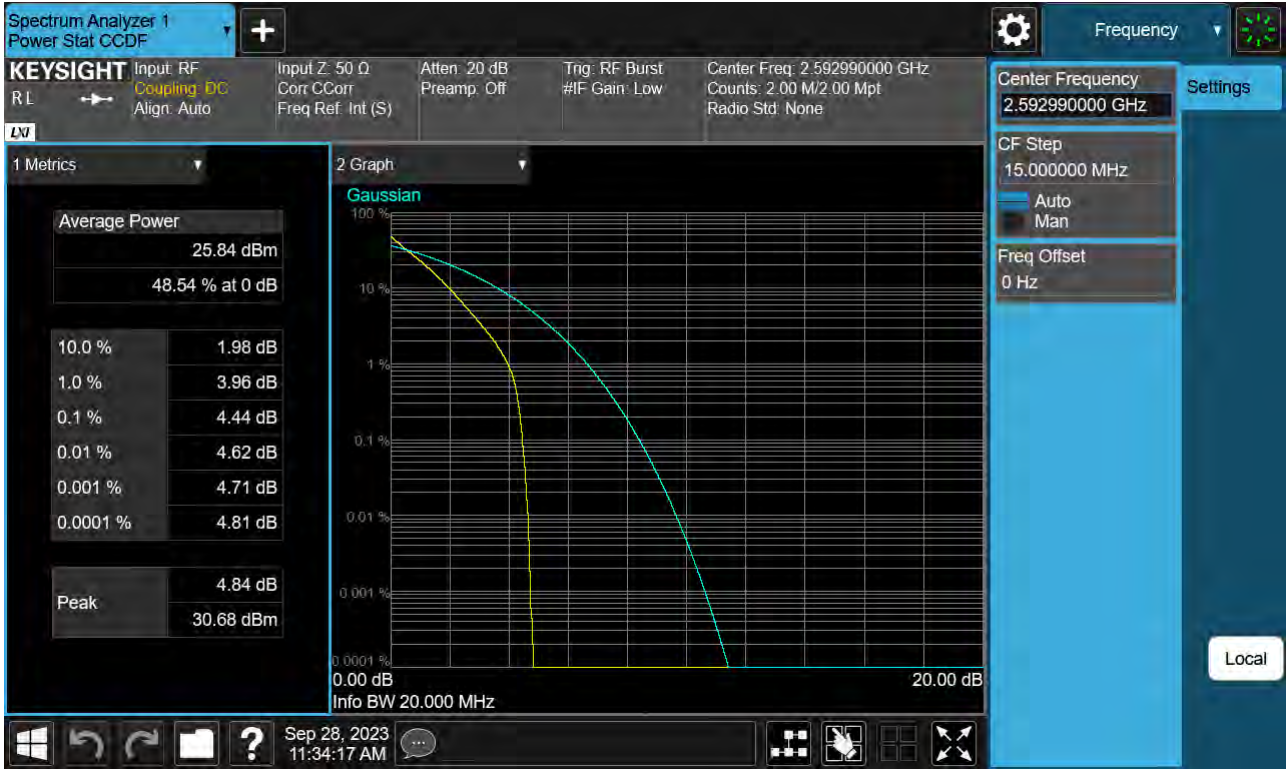 Spectrum Analyzer 1
Power Stat CCDF
Frequency
KEYSIGHT
RL
LXI
Input: RF
Coupling: DC
Align: Auto
Input Z: 50 Ω
Corr CCorr
Freq Ref: Int (S)
Atten: 20 dB
Preamp: Off
Trig: RF Burst
#IF Gain: Low
Center Freq: 2.592990000 GHz
Counts: 2.00 M/2.00 Mpt
Radio Std: None
Center Frequency
2.592990000 GHz
Settings
CF Step
15.000000 MHz
Auto
Man
Freq Offset
0 Hz
1 Metrics
Average Power
25.84 dBm
48.54 % at 0 dB
10.0 % 1.98 dB
1.0 % 3.96 dB
0.1 % 4.44 dB
0.01 % 4.62 dB
0.001 % 4.71 dB
0.0001 % 4.81 dB
Peak
4.84 dB
30.68 dBm
2 Graph
Gaussian
100 %
10 %
1 %
0.1 %
0.01 %
0.001 %
0.0001 %
0.00 dB 20.00 dB
Info BW 20.000 MHz
Local
?
Sep 28, 2023
11:34:17 AM